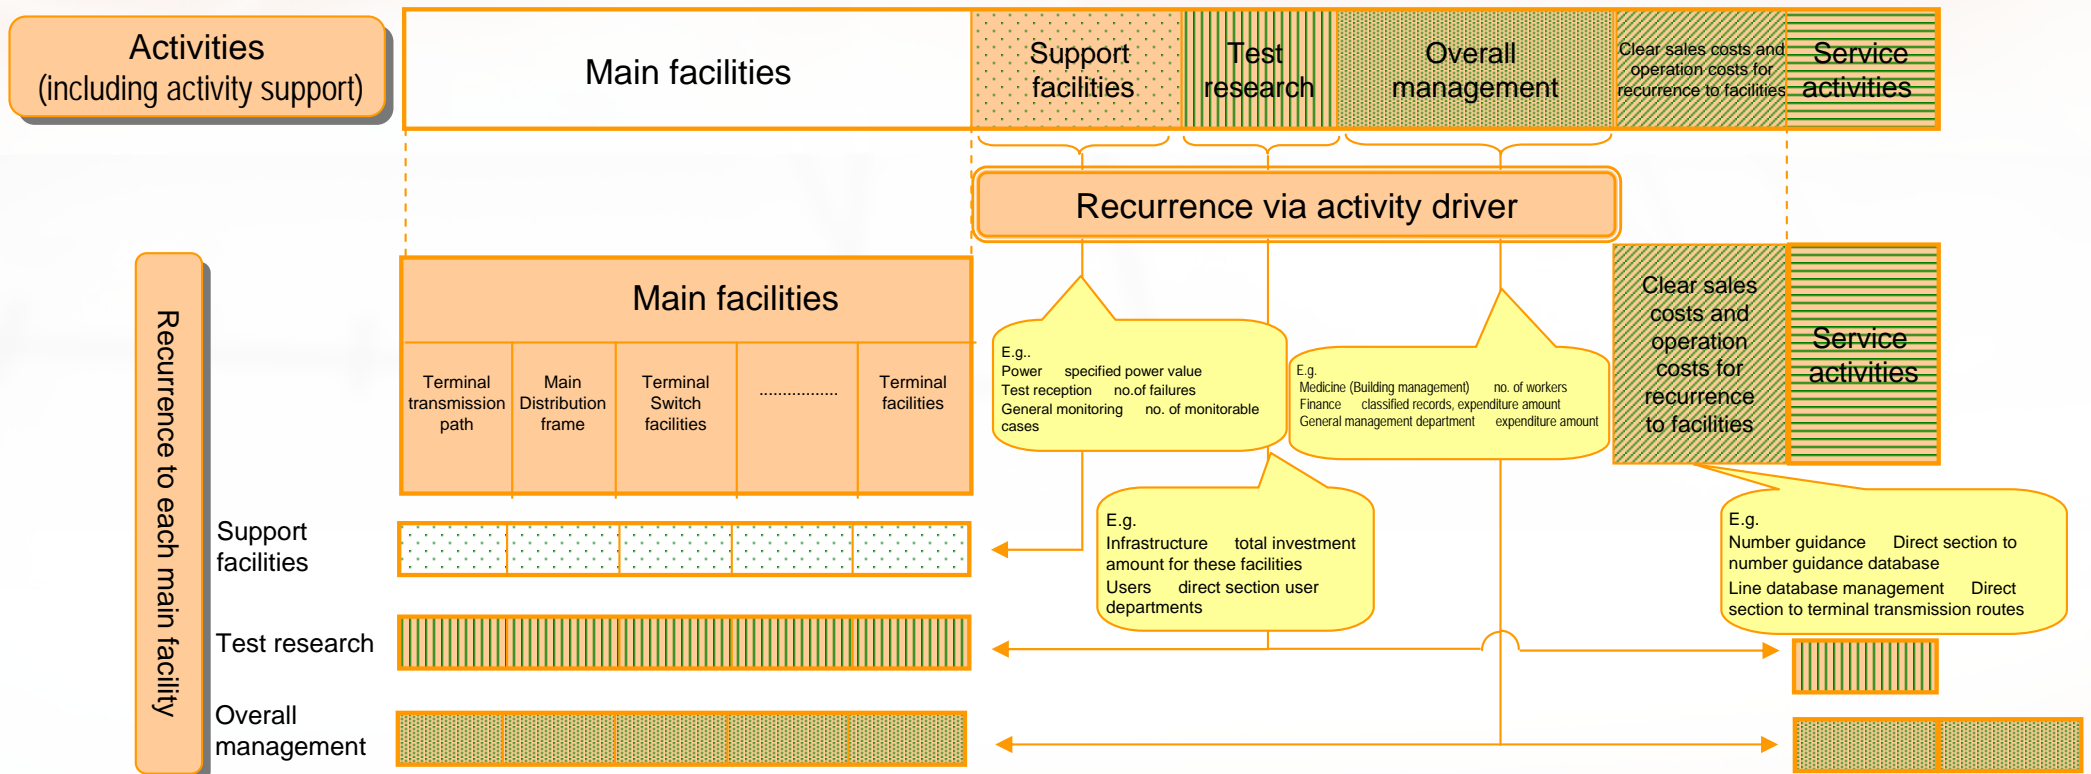 Activities
(including activity support)
Main facilities
Support
facilities
Test
research
Overall
management
Clear sales costs and
operation costs for
recurrence to facilities
Service
activities
Recurrence via activity driver
Recurrence to each main facility
Main facilities
Terminal
transmission
path
Main
Distribution
frame
Terminal
Switch
facilities
.................
Terminal
facilities
E.g..
Power specified power value
Test reception no.of failures
General monitoring no. of monitorable
cases
E.g.
Medicine (Building management) no. of workers
Finance classified records, expenditure amount
General management department expenditure amount
Clear sales
costs and
operation
costs for
recurrence
to facilities
Service
activities
E.g.
Infrastructure total investment
amount for these facilities
Users direct section user
departments
E.g.
Number guidance Direct section to
number guidance database
Line database management Direct
section to terminal transmission routes
Support
facilities
Test research
Overall
management